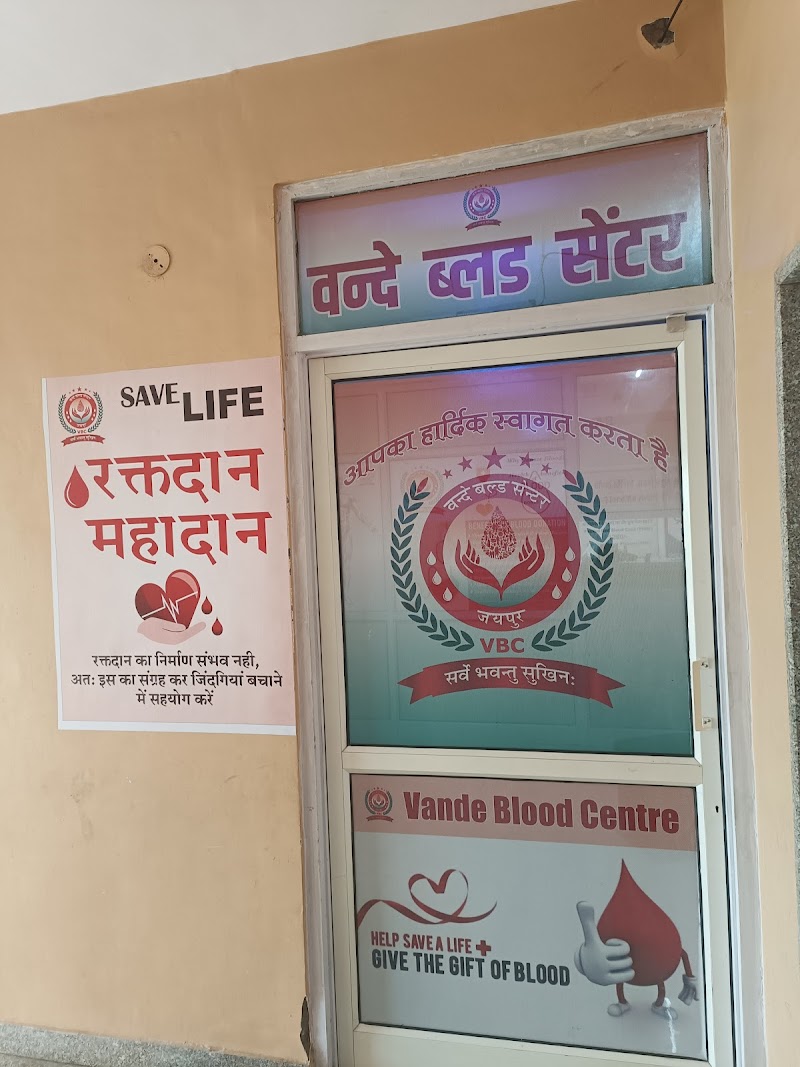 वन्दे ब्लड सेंटर
SAVE LIFE
VBC
रक्तदान
महादान
रक्तदान का निर्माण संभव नही,
अतः इस का संग्रह कर जिंदगियां बचाने
में सहयोग करें
आपका हार्दिक स्वागत करता है
वन्दे बल्ड सेन्टर
जयपुर
VBC
सर्वे भवन्तु सुखिनः
Vande Blood Centre
HELP SAVE A LIFE +
GIVE THE GIFT OF BLOOD